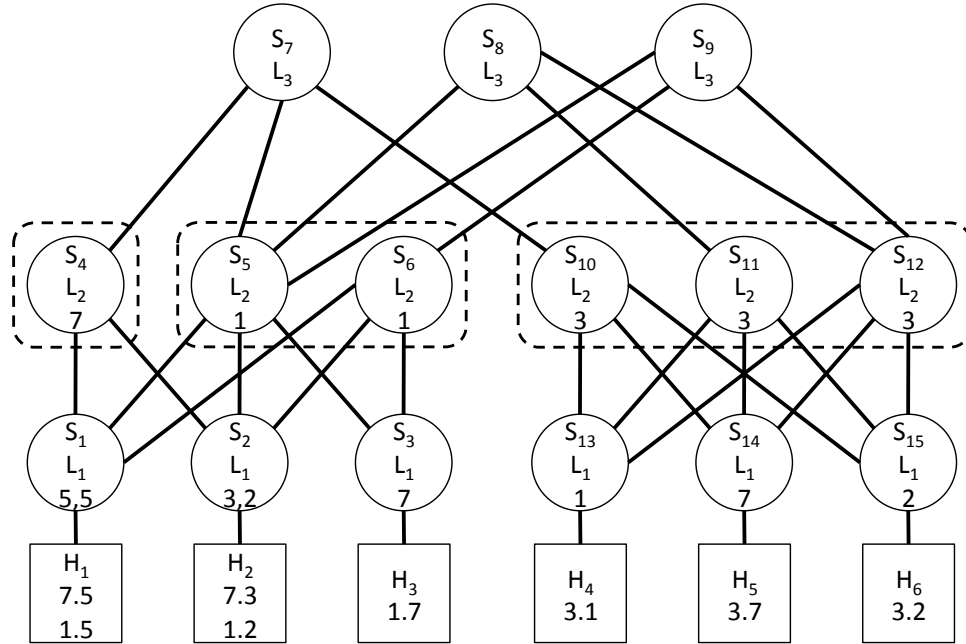 S₇
L₃
S₈
L₃
S₉
L₃
S₄
L₂
7
S₅
L₂
1
S₆
L₂
1
S₁₀
L₂
3
S₁₁
L₂
3
S₁₂
L₂
3
S₁
L₁
5,5
S₂
L₁
3,2
S₃
L₁
7
S₁₃
L₁
1
S₁₄
L₁
7
S₁₅
L₁
2
H₁
7.5
1.5
H₂
7.3
1.2
H₃
1.7
H₄
3.1
H₅
3.7
H₆
3.2